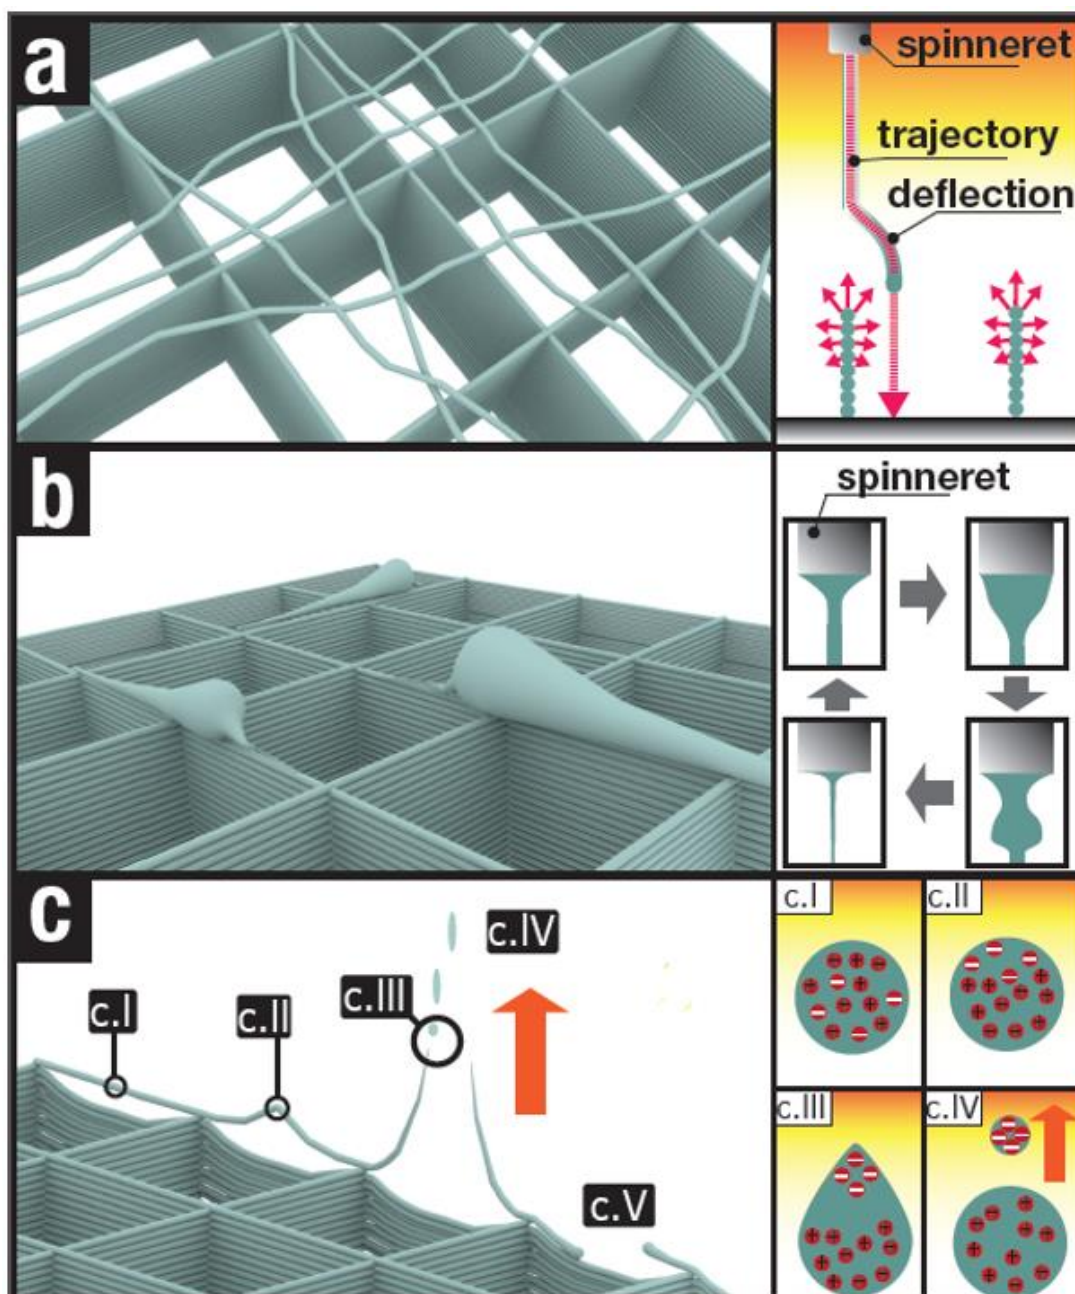 a
spinneret
trajectory
deflection
b
spinneret
c
c.I
c.II
c.III
c.IV
c.V
c.I
c.II
c.III
c.IV